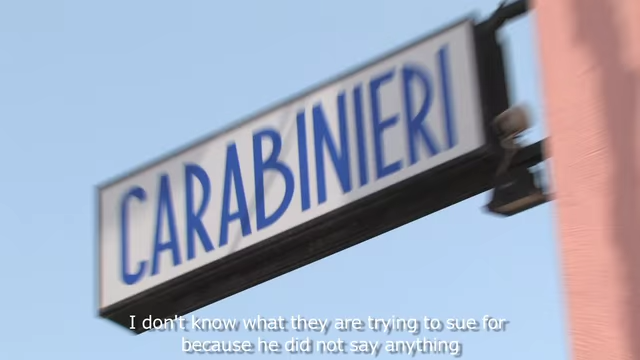 CARABINIERI
I don't know what they are trying to sue for
because he did not say anything